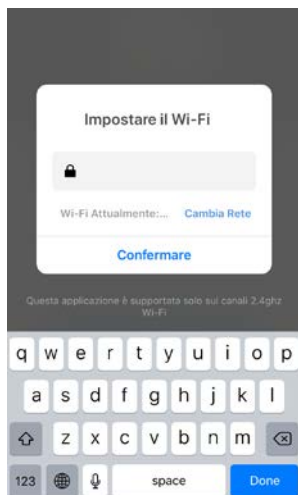 Impostare il Wi-Fi
Wi-Fi Attualmente:... Cambia Rete
Confermare
Questa applicazione è supportata solo sui canali 2.4ghz
Wi-Fi
q w e r t y u i o p
a s d f g h j k l
z x c v b n m
123 space Done